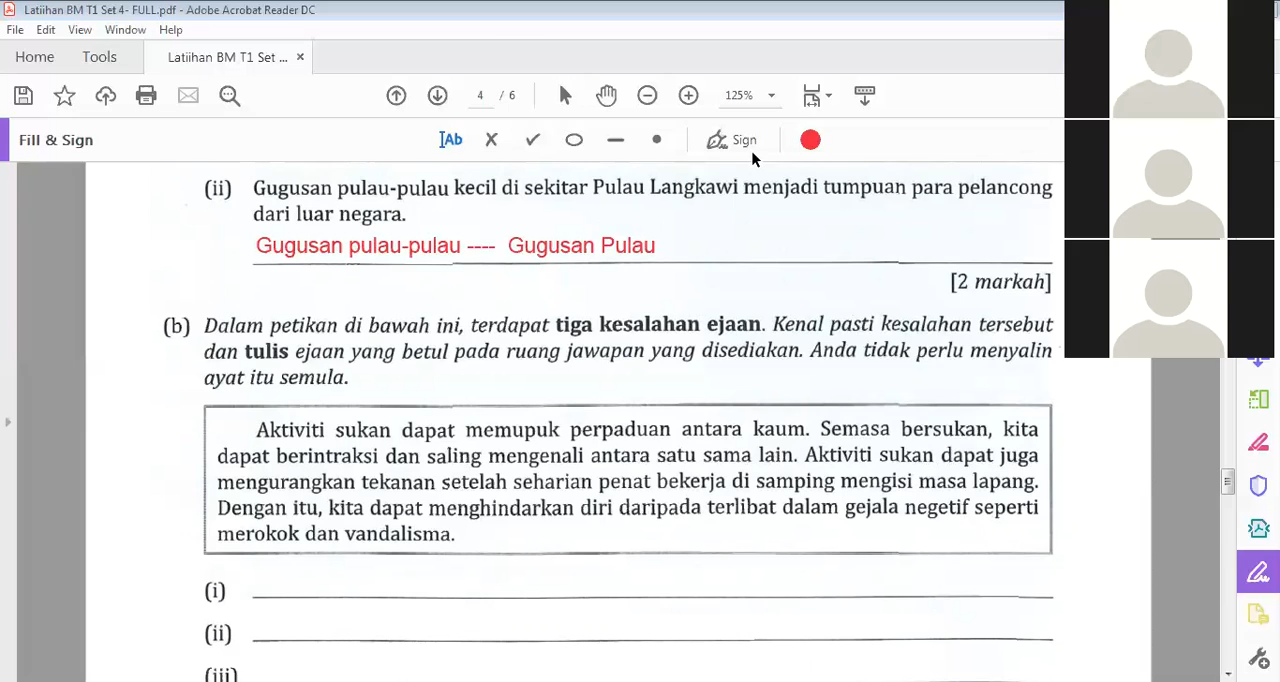 Latiihan BM T1 Set 4- FULL.pdf - Adobe Acrobat Reader DC
File Edit View Window Help
Home Tools Latiihan BM T1 Set ... ×
4 / 6 125%
Fill & Sign Ab Sign
(ii) Gugusan pulau-pulau kecil di sekitar Pulau Langkawi menjadi tumpuan para pelancong
dari luar negara.
Gugusan pulau-pulau ---- Gugusan Pulau
[2 markah]
(b) Dalam petikan di bawah ini, terdapat tiga kesalahan ejaan. Kenal pasti kesalahan tersebut
dan tulis ejaan yang betul pada ruang jawapan yang disediakan. Anda tidak perlu menyalin
ayat itu semula.
Aktiviti sukan dapat memupuk perpaduan antara kaum. Semasa bersukan, kita
dapat berintraksi dan saling mengenali antara satu sama lain. Aktiviti sukan dapat juga
mengurangkan tekanan setelah seharian penat bekerja di samping mengisi masa lapang.
Dengan itu, kita dapat menghindarkan diri daripada terlibat dalam gejala negetif seperti
merokok dan vandalisma.
(i)
(ii)
(iii)